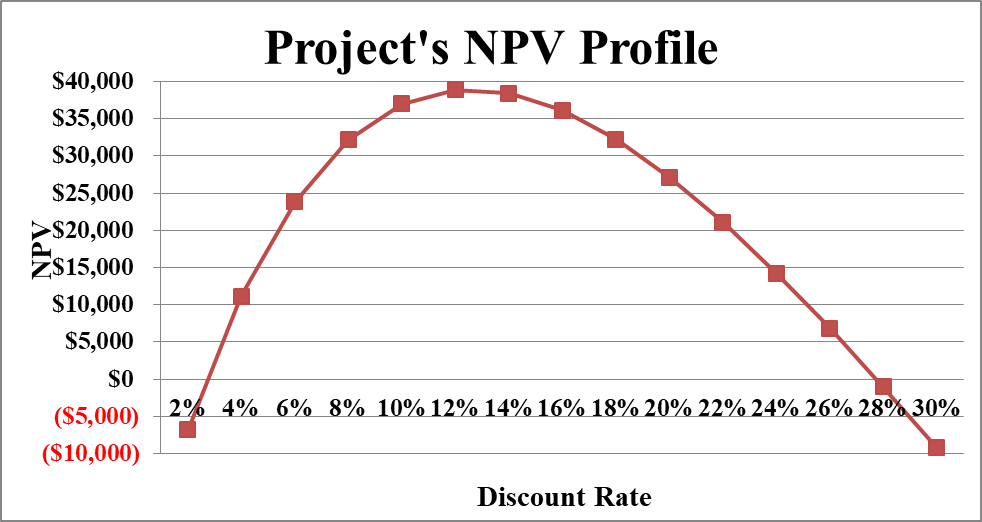 Project's NPV Profile
NPV
$40,000
$35,000
$30,000
$25,000
$20,000
$15,000
$10,000
$5,000
$0
($5,000)
($10,000)
2% 4% 6% 8% 10% 12% 14% 16% 18% 20% 22% 24% 26% 28% 30%
Discount Rate